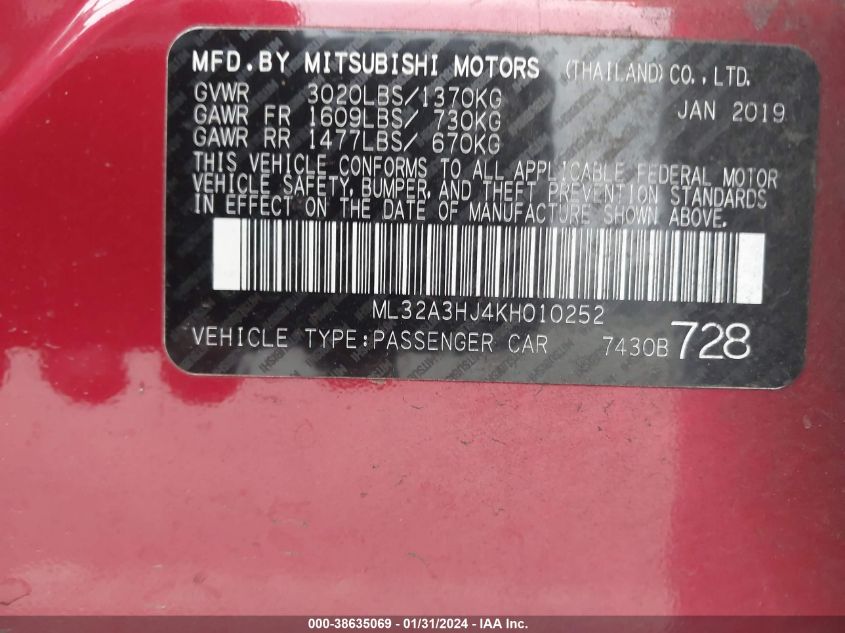 MFD.BY MITSUBISHI MOTORS (THAILAND)CO.,LTD.
GVWR 3020LBS/1370KG JAN 2019
GAWR FR 1609LBS/ 730KG
GAWR RR 1477LBS/ 670KG
THIS VEHICLE CONFORMS TO ALL APPLICABLE FEDERAL MOTOR
VEHICLE SAFETY, BUMPER, AND THEFT PREVENTION STANDARDS
IN EFFECT ON THE DATE OF MANUFACTURE SHOWN ABOVE.
ML32A3HJ4KH010252
VEHICLE TYPE:PASSENGER CAR 7430B 728
000-38635069 - 01/31/2024 - IAA Inc.